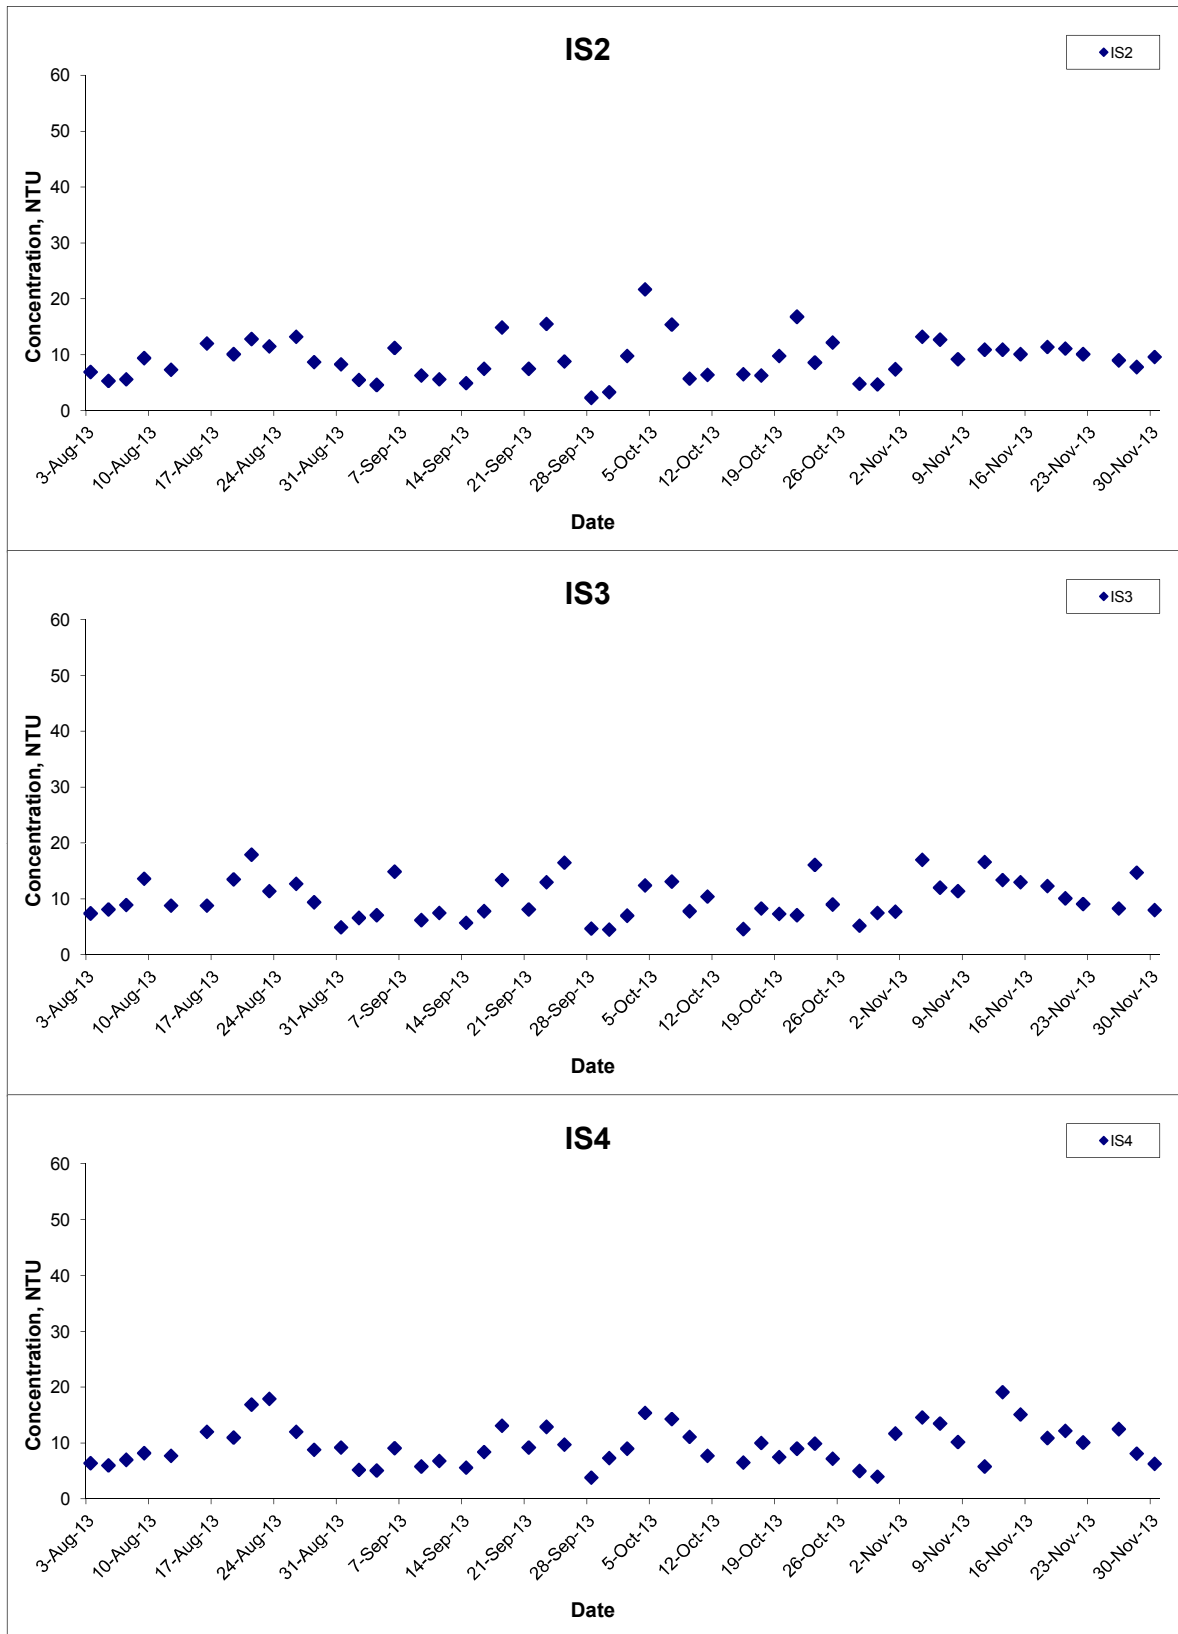 IS2
IS2
60
50
40
30
20
10
0
Concentration, NTU
3-Aug-13
10-Aug-13
17-Aug-13
24-Aug-13
31-Aug-13
7-Sep-13
14-Sep-13
21-Sep-13
28-Sep-13
5-Oct-13
12-Oct-13
19-Oct-13
26-Oct-13
2-Nov-13
9-Nov-13
16-Nov-13
23-Nov-13
30-Nov-13
Date
IS3
IS3
60
50
40
30
20
10
0
Concentration, NTU
3-Aug-13
10-Aug-13
17-Aug-13
24-Aug-13
31-Aug-13
7-Sep-13
14-Sep-13
21-Sep-13
28-Sep-13
5-Oct-13
12-Oct-13
19-Oct-13
26-Oct-13
2-Nov-13
9-Nov-13
16-Nov-13
23-Nov-13
30-Nov-13
Date
IS4
IS4
60
50
40
30
20
10
0
Concentration, NTU
3-Aug-13
10-Aug-13
17-Aug-13
24-Aug-13
31-Aug-13
7-Sep-13
14-Sep-13
21-Sep-13
28-Sep-13
5-Oct-13
12-Oct-13
19-Oct-13
26-Oct-13
2-Nov-13
9-Nov-13
16-Nov-13
23-Nov-13
30-Nov-13
Date